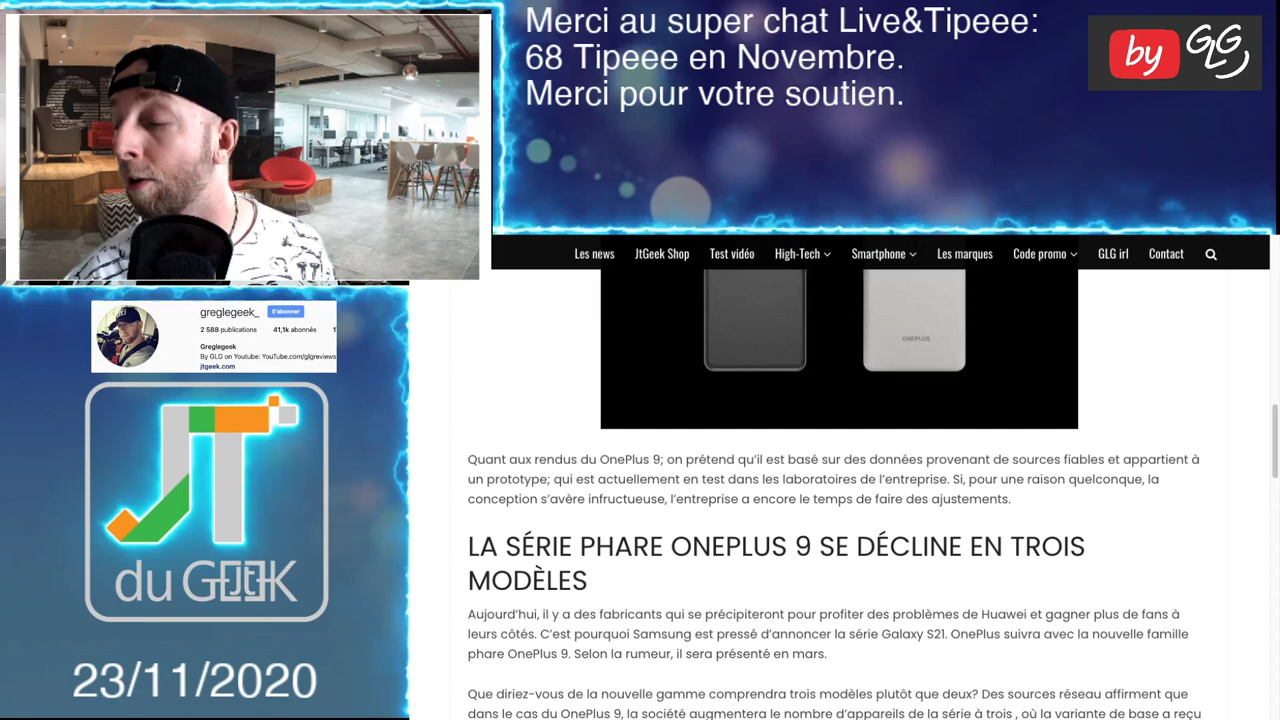 Merci au super chat Live&Tipeee:
68 Tipeee en Novembre.
Merci pour votre soutien.
by GLG
Les news JtGeek Shop Test vidéo High-Tech Smartphone Les marques Code promo GLG irl Contact
greglegeek_ S'abonner
2 588 publications 41,1k abonnés 1
Greglegeek
By GLG on Youtube: YouTube.com/glgreviews
jtgeek.com
ONEPLUS
JT
du GEEK
23/11/2020
Quant aux rendus du OnePlus 9; on prétend qu'il est basé sur des données provenant de sources fiables et appartient à
un prototype; qui est actuellement en test dans les laboratoires de l'entreprise. Si, pour une raison quelconque, la
conception s'avère infructueuse, l'entreprise a encore le temps de faire des ajustements.
LA SÉRIE PHARE ONEPLUS 9 SE DÉCLINE EN TROIS
MODÈLES
Aujourd'hui, il y a des fabricants qui se précipiteront pour profiter des problèmes de Huawei et gagner plus de fans à
leurs côtés. C'est pourquoi Samsung est pressé d'annoncer la série Galaxy S21. OnePlus suivra avec la nouvelle famille
phare OnePlus 9. Selon la rumeur, il sera présenté en mars.
Que diriez-vous de la nouvelle gamme comprendra trois modèles plutôt que deux? Des sources réseau affirment que
dans le cas du OnePlus 9, la société augmentera le nombre d'appareils de la série à trois , où la variante de base a reçu